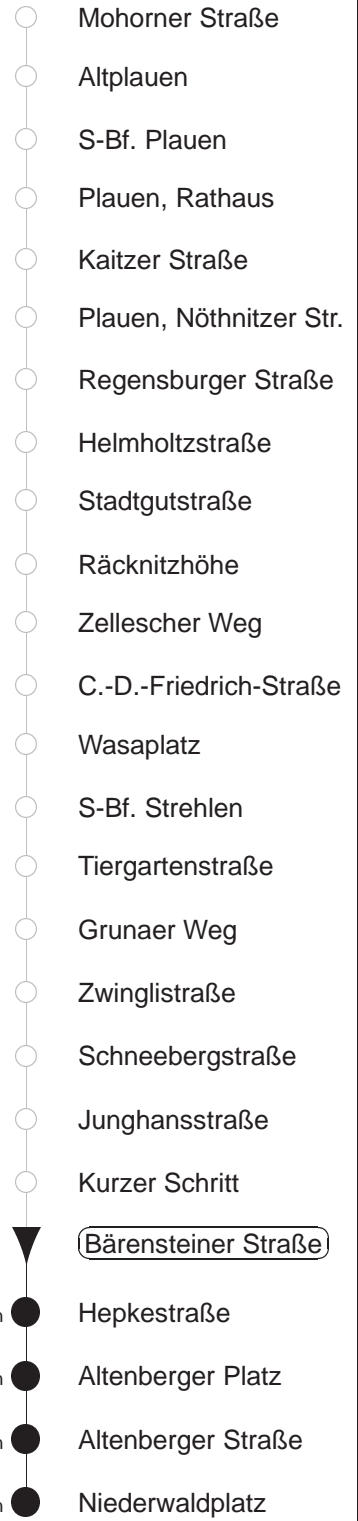 Mohorner Straße
Altplauen
S-Bf. Plauen
Plauen, Rathaus
Kaitzer Straße
Plauen, Nöthnitzer Str.
Regensburger Straße
Helmholtzstraße
Stadtgutstraße
Räcknitzhöhe
Zellescher Weg
C.-D.-Friedrich-Straße
Wasaplatz
S-Bf. Strehlen
Tiergartenstraße
Grunaer Weg
Zwinglistraße
Schneebergstraße
Junghansstraße
Kurzer Schritt
Bärensteiner Straße
Hepkestraße
Altenberger Platz
Altenberger Straße
Niederwaldplatz